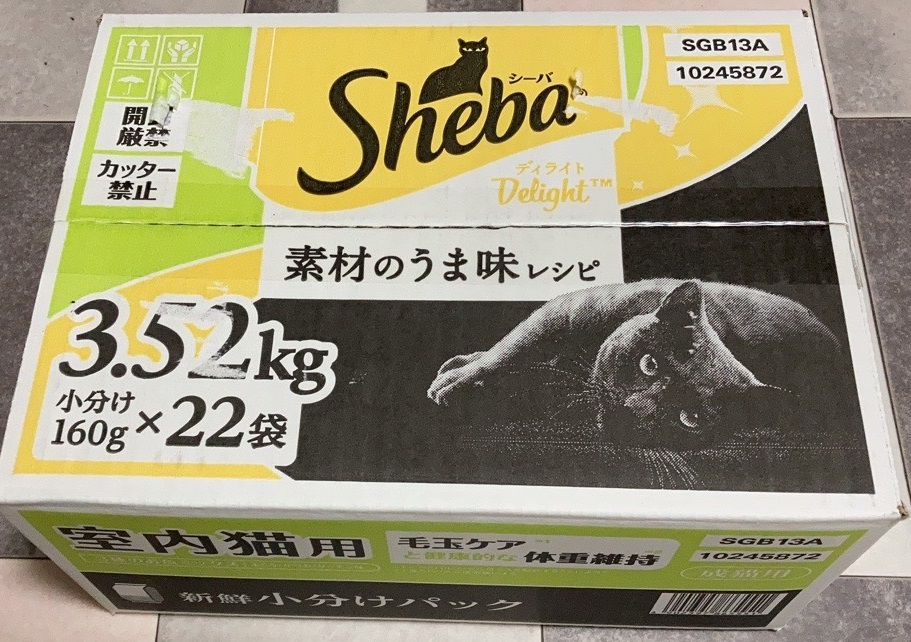 シーバ
Sheba
ディライト
Delight™
SGB13A
10245872
開
厳禁
カッター
禁止
素材のうま味レシピ
3.52kg
小分け
160g×22袋
室内猫用
毛玉ケア
と健康的な体重維持
SGB13A
10245872
成猫用
新鮮小分けパック